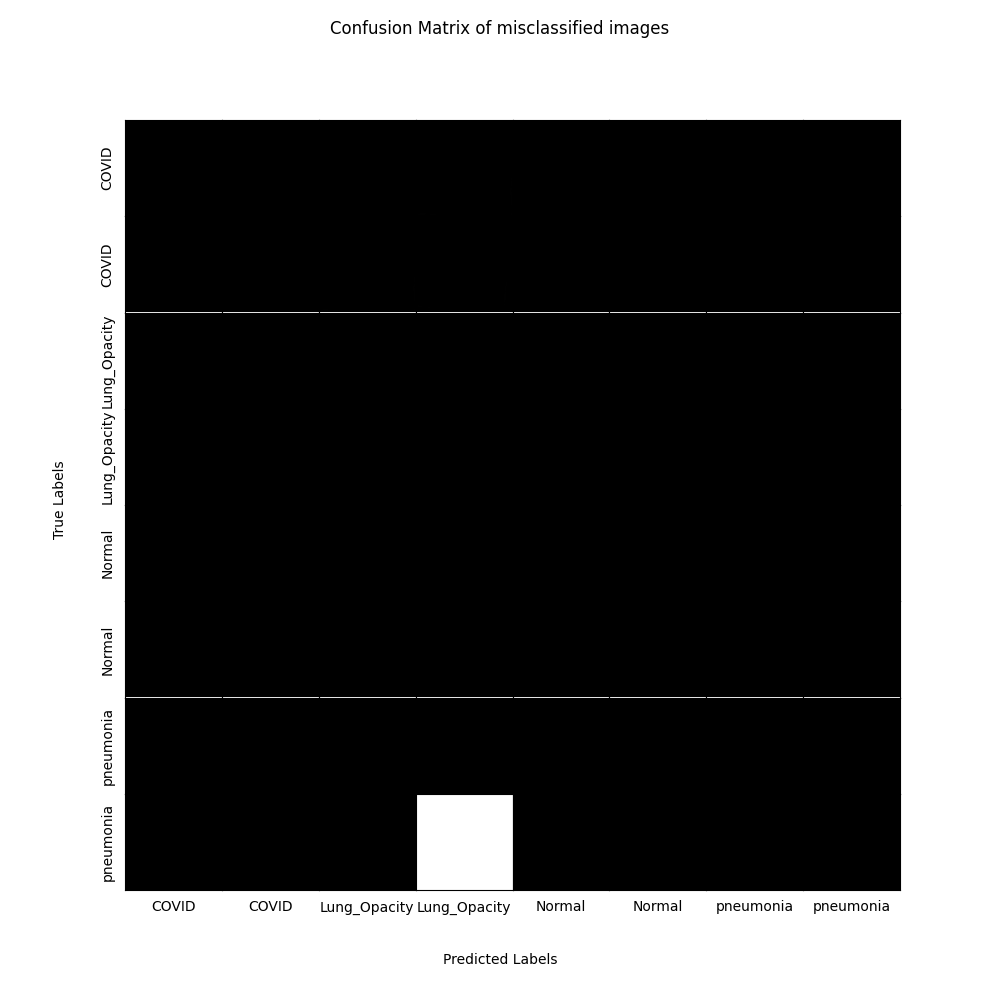 Confusion Matrix of misclassified images
True Labels
COVID
COVID
Lung_Opacity
Lung_Opacity
Normal
Normal
pneumonia
pneumonia
COVID COVID Lung_Opacity Lung_Opacity Normal Normal pneumonia pneumonia
Predicted Labels